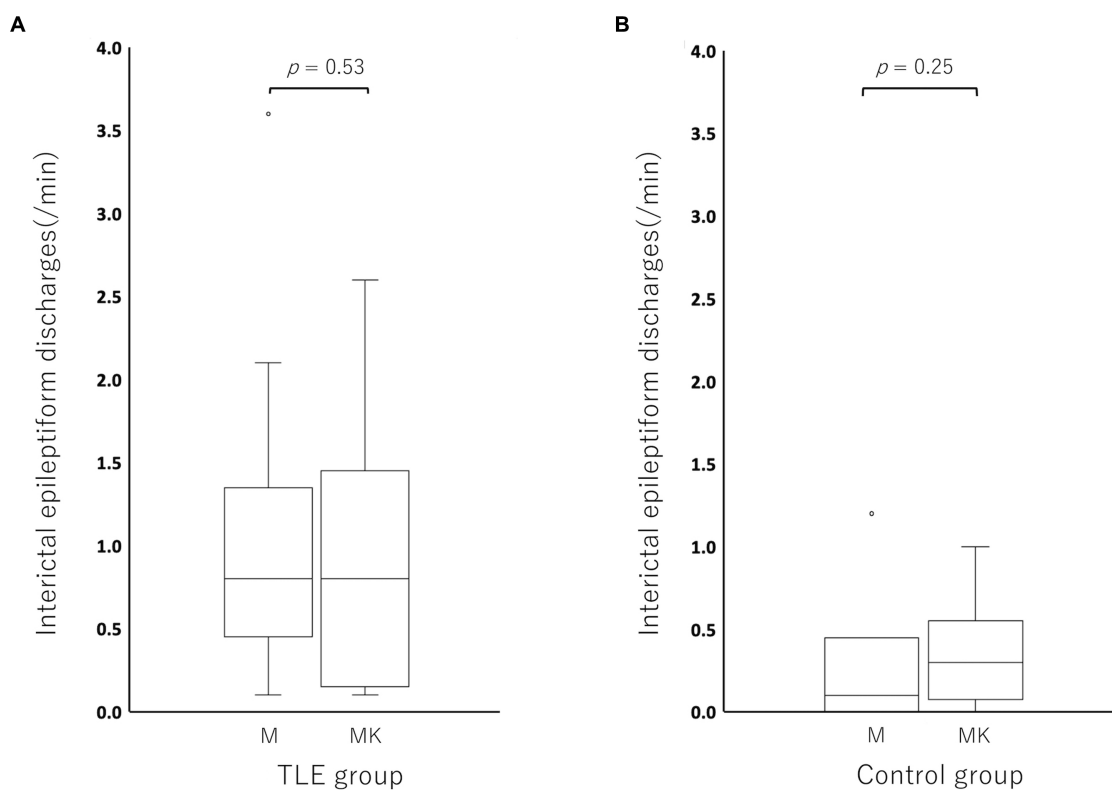 A
p = 0.53
4.0
3.5
3.0
2.5
2.0
1.5
1.0
0.5
0.0
Interictal epileptiform discharges(/min)
M MK
TLE group
B
p = 0.25
4.0
3.5
3.0
2.5
2.0
1.5
1.0
0.5
0.0
Interictal epileptiform discharges(/min)
M MK
Control group